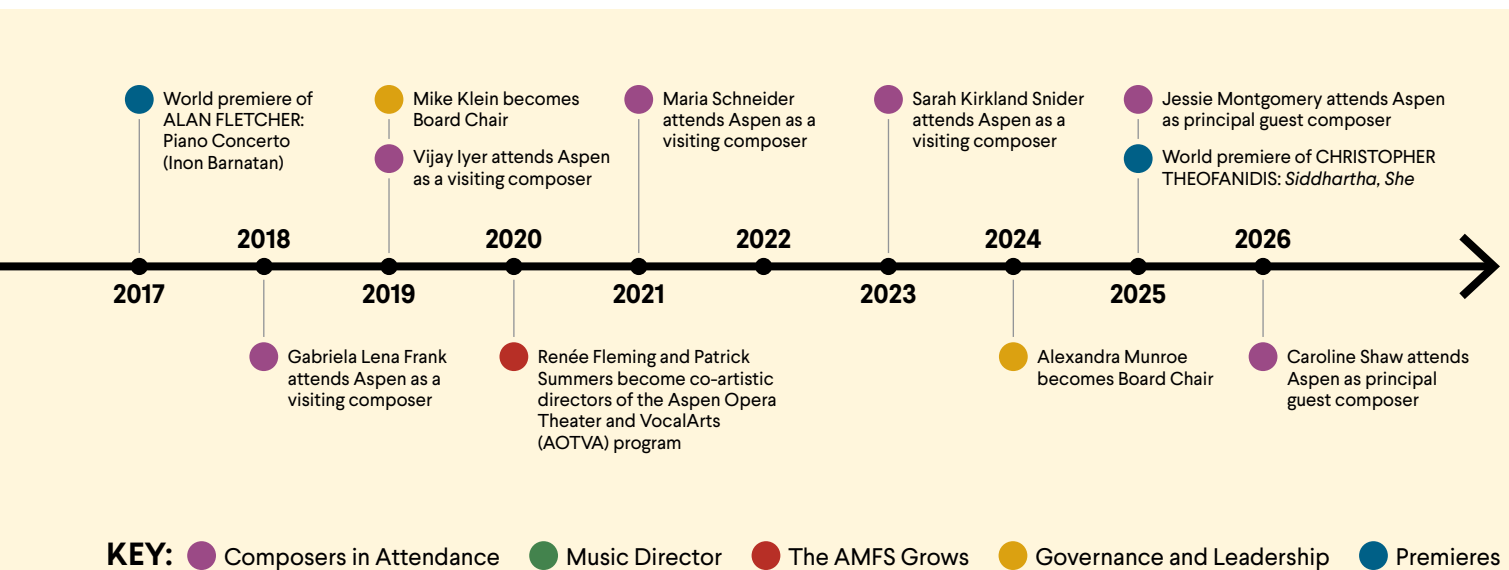 World premiere of
ALAN FLETCHER:
Piano Concerto
(Inon Barnatan)
Mike Klein becomes
Board Chair
Vijay Iyer attends Aspen
as a visiting composer
Maria Schneider
attends Aspen as a
visiting composer
Sarah Kirkland Snider
attends Aspen as a
visiting composer
Jessie Montgomery attends Aspen
as principal guest composer
World premiere of CHRISTOPHER
THEOFANIDIS: Siddhartha, She
2018 2020 2022 2024 2026
2017 2019 2021 2023 2025
Gabriela Lena Frank
attends Aspen as a
visiting composer
Renée Fleming and Patrick
Summers become co-artistic
directors of the Aspen Opera
Theater and VocalArts
(AOTVA) program
Alexandra Munroe
becomes Board Chair
Caroline Shaw attends
Aspen as principal
guest composer
KEY: Composers in Attendance Music Director The AMFS Grows Governance and Leadership Premieres